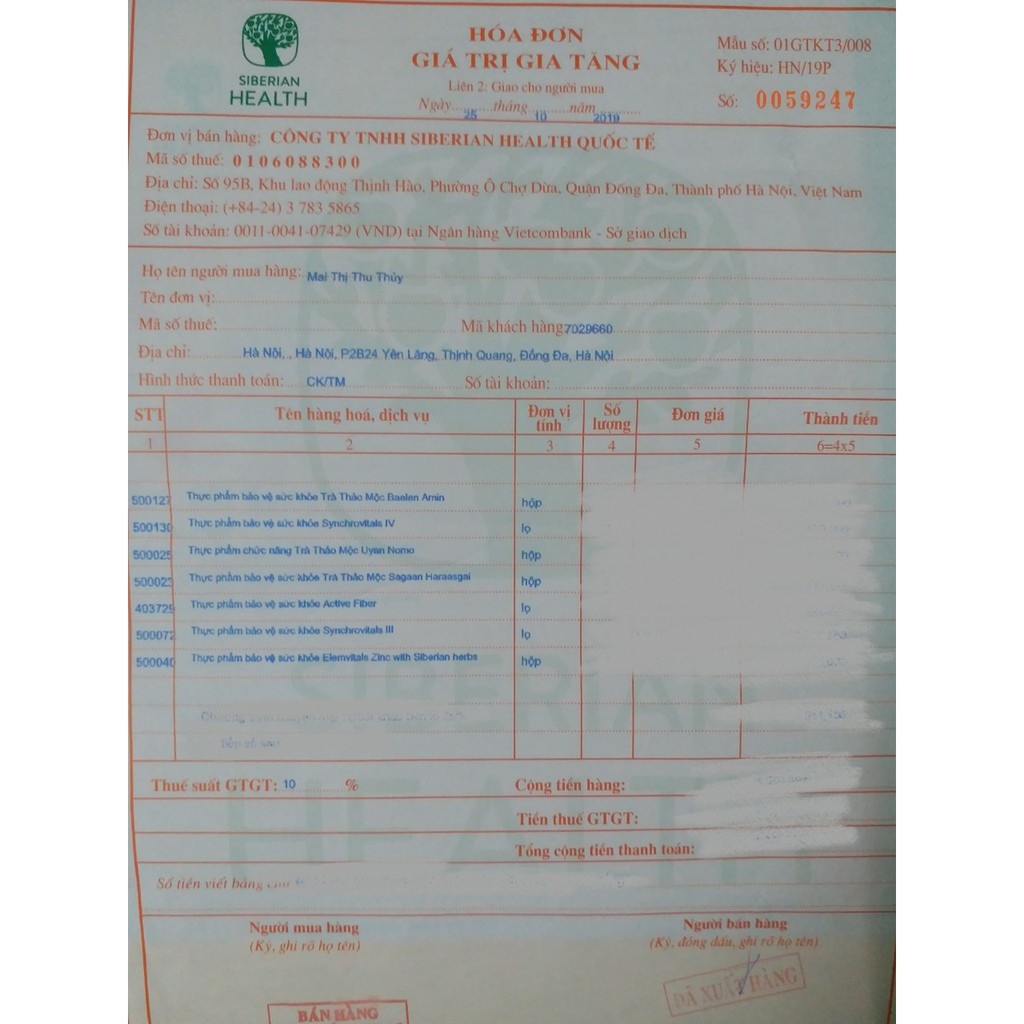 SIBERIAN
HEALTH
HÓA ĐƠN
GIÁ TRỊ GIA TĂNG
Liên 2: Giao cho người mua
Ngày 25 tháng 10 năm 2019
Mẫu số: 01GTKT3/008
Ký hiệu: HN/19P
Số: 0059247
Đơn vị bán hàng: CÔNG TY TNHH SIBERIAN HEALTH QUỐC TẾ
Mã số thuế: 0106088300
Địa chỉ: Số 95B, Khu lao động Thịnh Hào, Phường Ô Chợ Dừa, Quận Đống Đa, Thành phố Hà Nội, Việt Nam
Điện thoại: (+84-24) 3 783 5865
Số tài khoản: 0011-0041-07429 (VND) tại Ngân hàng Vietcombank - Sở giao dịch
Họ tên người mua hàng: Mai Thị Thu Thủy
Tên đơn vị:
Mã số thuế: Mã khách hàng 7029660
Địa chỉ: Hà Nội, , Hà Nội, P2B24 Yên Lãng, Thịnh Quang, Đống Đa, Hà Nội
Hình thức thanh toán: CK/TM Số tài khoản:
STT Tên hàng hoá, dịch vụ Đơn vị tính Số lượng Đơn giá Thành tiền
1 2 3 4 5 6=4x5
500127 Thực phẩm bảo vệ sức khỏe Trà Thảo Mộc Baelen Amin hộp
500130 Thực phẩm bảo vệ sức khỏe Synchrovitals IV lọ
500025 Thực phẩm chức năng Trà Thảo Mộc Uyan Nomo hộp
500023 Thực phẩm bảo vệ sức khỏe Trà Thảo Mộc Sagaan Haraasgai hộp
403725 Thực phẩm bảo vệ sức khỏe Active Fiber lọ
500072 Thực phẩm bảo vệ sức khỏe Synchrovitals III lọ
500040 Thực phẩm bảo vệ sức khỏe Elemvitals Zinc with Siberian herbs hộp
SIBERIAN
HEALTH
Thuế suất GTGT: 10 % Cộng tiền hàng:
Tiền thuế GTGT:
Tổng cộng tiền thanh toán:
Số tiền viết bằng chữ
Người mua hàng Người bán hàng
(Ký, ghi rõ họ tên) (Ký, đóng dấu, ghi rõ họ tên)
ĐÃ XUẤT HÀNG
BÁN HÀNG